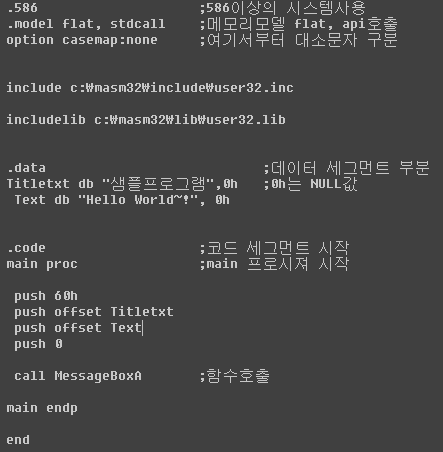 .586 ;586이상의 시스템사용
.model flat, stdcall ;메모리모델 flat, api호출
option casemap:none ;여기서부터 대소문자 구분
include c:₩masm32₩include₩user32.inc
includelib c:₩masm32₩lib₩user32.lib
.data ;데이터 세그먼트 부분
Titletxt db "샘플프로그램",0h ;0h는 NULL값
Text db "Hello World~!", 0h
.code ;코드 세그먼트 시작
main proc ;main 프로시져 시작
push 60h
push offset Titletxt
push offset Text
push 0
call MessageBoxA ;함수호출
main endp
end